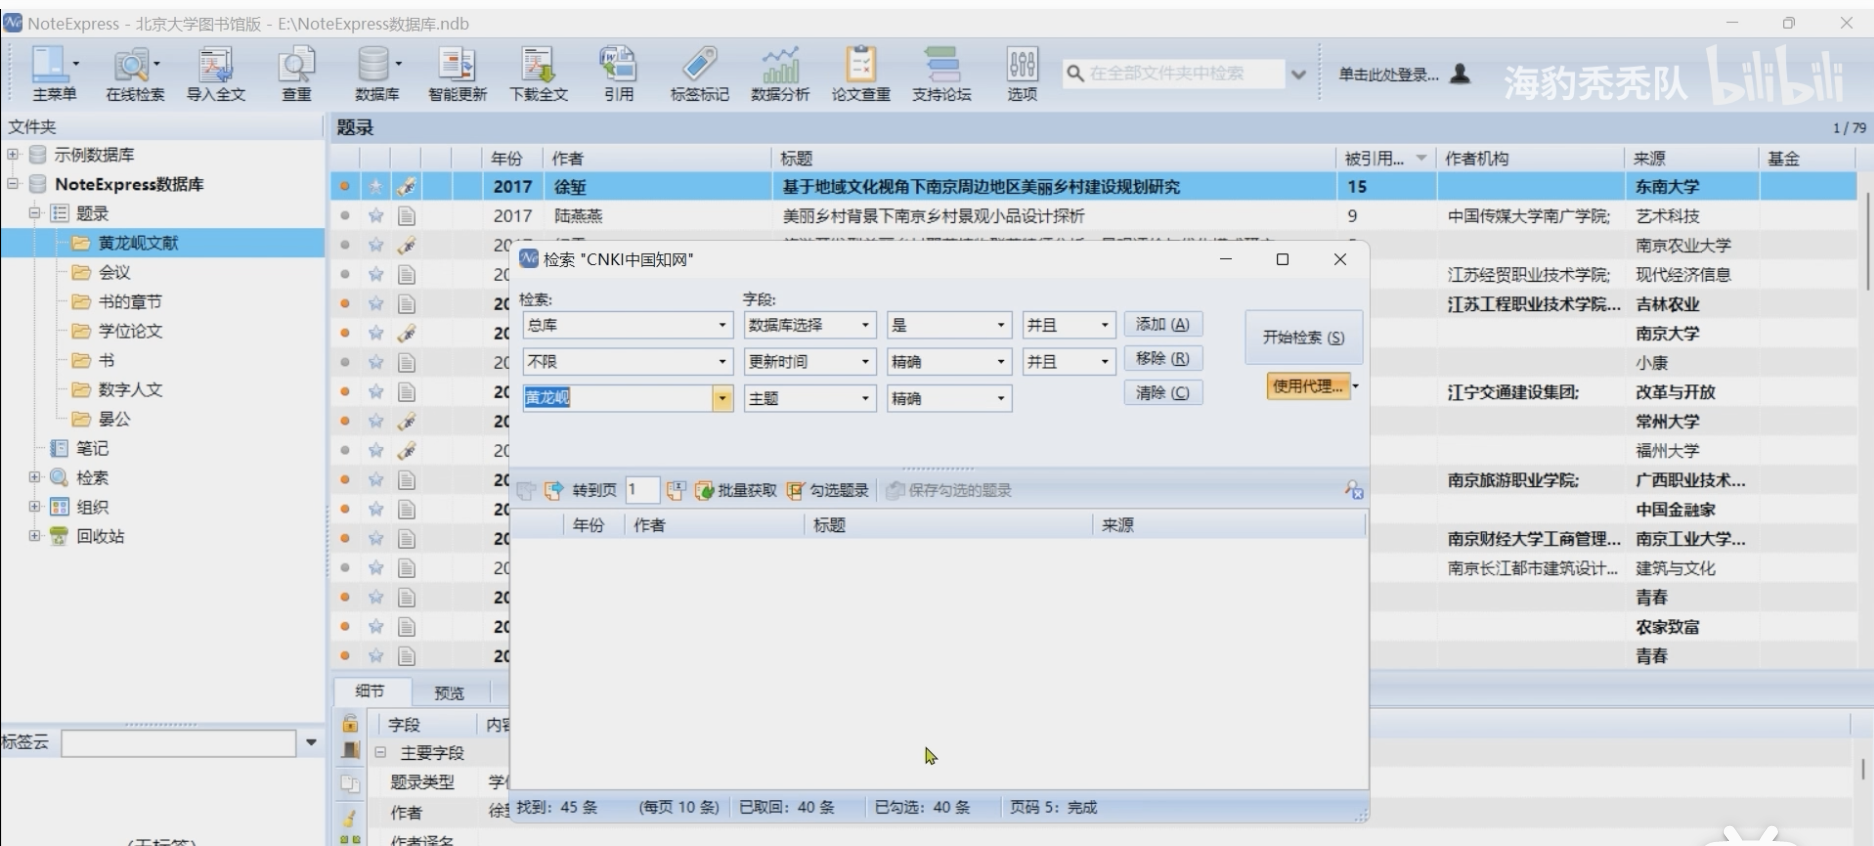 NoteExpress - 北京大学图书馆版 - E:\NoteExpress数据库.ndb
主菜单 在线检索 导入全文 查重 数据库 智能更新 下载全文 引用 标签标记 数据分析 论文查重 支持论坛 选项 在全部文件夹中检索 单击此处登录...
海豹秃秃队 bilibili
文件夹
题录 1 / 79
示例数据库
NoteExpress数据库
题录
黄龙岘文献
会议
书的章节
学位论文
书
数字人文
晏公
笔记
检索
组织
回收站
标签云
年份 作者 标题 被引用... 作者机构 来源 基金
2017 徐堑 基于地域文化视角下南京周边地区美丽乡村建设规划研究 15 东南大学
2017 陆燕燕 美丽乡村背景下南京乡村景观小品设计探析 9 中国传媒大学南广学院; 艺术科技
20 南京农业大学
20 江苏经贸职业技术学院; 现代经济信息
20 江苏工程职业技术学院... 吉林农业
20 南京大学
20 小康
20 江宁交通建设集团; 改革与开放
20 常州大学
20 福州大学
20 南京旅游职业学院; 广西职业技术...
20 中国金融家
20 南京财经大学工商管理... 南京工业大学...
20 南京长江都市建筑设计... 建筑与文化
20 青春
20 农家致富
20 青春
检索 "CNKI中国知网"
检索: 字段:
总库 数据库选择 是 并且 添加 (A)
不限 更新时间 精确 并且 移除 (R)
黄龙岘 主题 精确 清除 (C)
开始检索 (S)
使用代理...
转到页 1 批量获取 勾选题录 保存勾选的题录
年份 作者 标题 来源
找到: 45 条 (每页 10 条) 已取回: 40 条 已勾选: 40 条 页码 5: 完成
细节 预览
字段
主要字段
题录类型
作者
作者译名